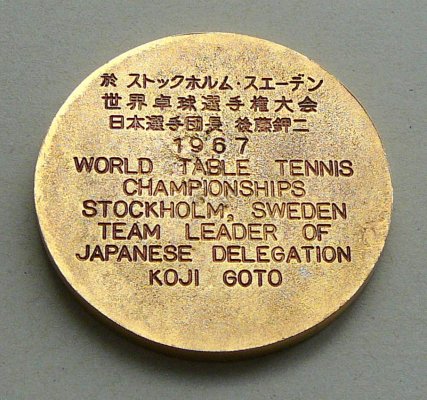 於 ストックホルム・スエーデン
世界卓球選手権大会
日本選手団長 後藤鉀二
1967
WORLD TABLE TENNIS
CHAMPIONSHIPS
STOCKHOLM, SWEDEN
TEAM LEADER OF
JAPANESE DELEGATION
KOJI GOTO